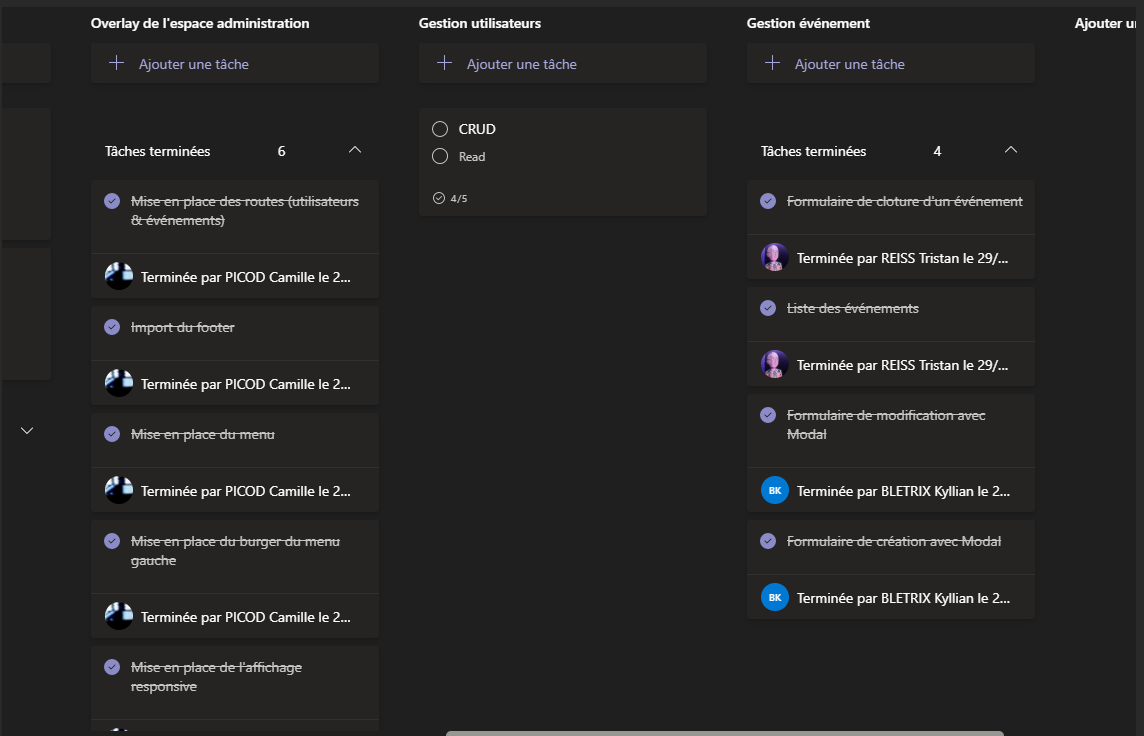 Overlay de l'espace administration
Ajouter une tâche
Tâches terminées 6
Mise en place des routes (utilisateurs
& événements)
Terminée par PICOD Camille le 2...
Import du footer
Terminée par PICOD Camille le 2...
Mise en place du menu
Terminée par PICOD Camille le 2...
Mise en place du burger du menu
gauche
Terminée par PICOD Camille le 2...
Mise en place de l'affichage
responsive
Gestion utilisateurs
Ajouter une tâche
CRUD
Read
4/5
Gestion événement
Ajouter une tâche
Tâches terminées 4
Formulaire de cloture d'un événement
Terminée par REISS Tristan le 29/...
Liste des événements
Terminée par REISS Tristan le 29/...
Formulaire de modification avec
Modal
BK Terminée par BLETRIX Kyllian le 2...
Formulaire de création avec Modal
BK Terminée par BLETRIX Kyllian le 2...
Ajouter